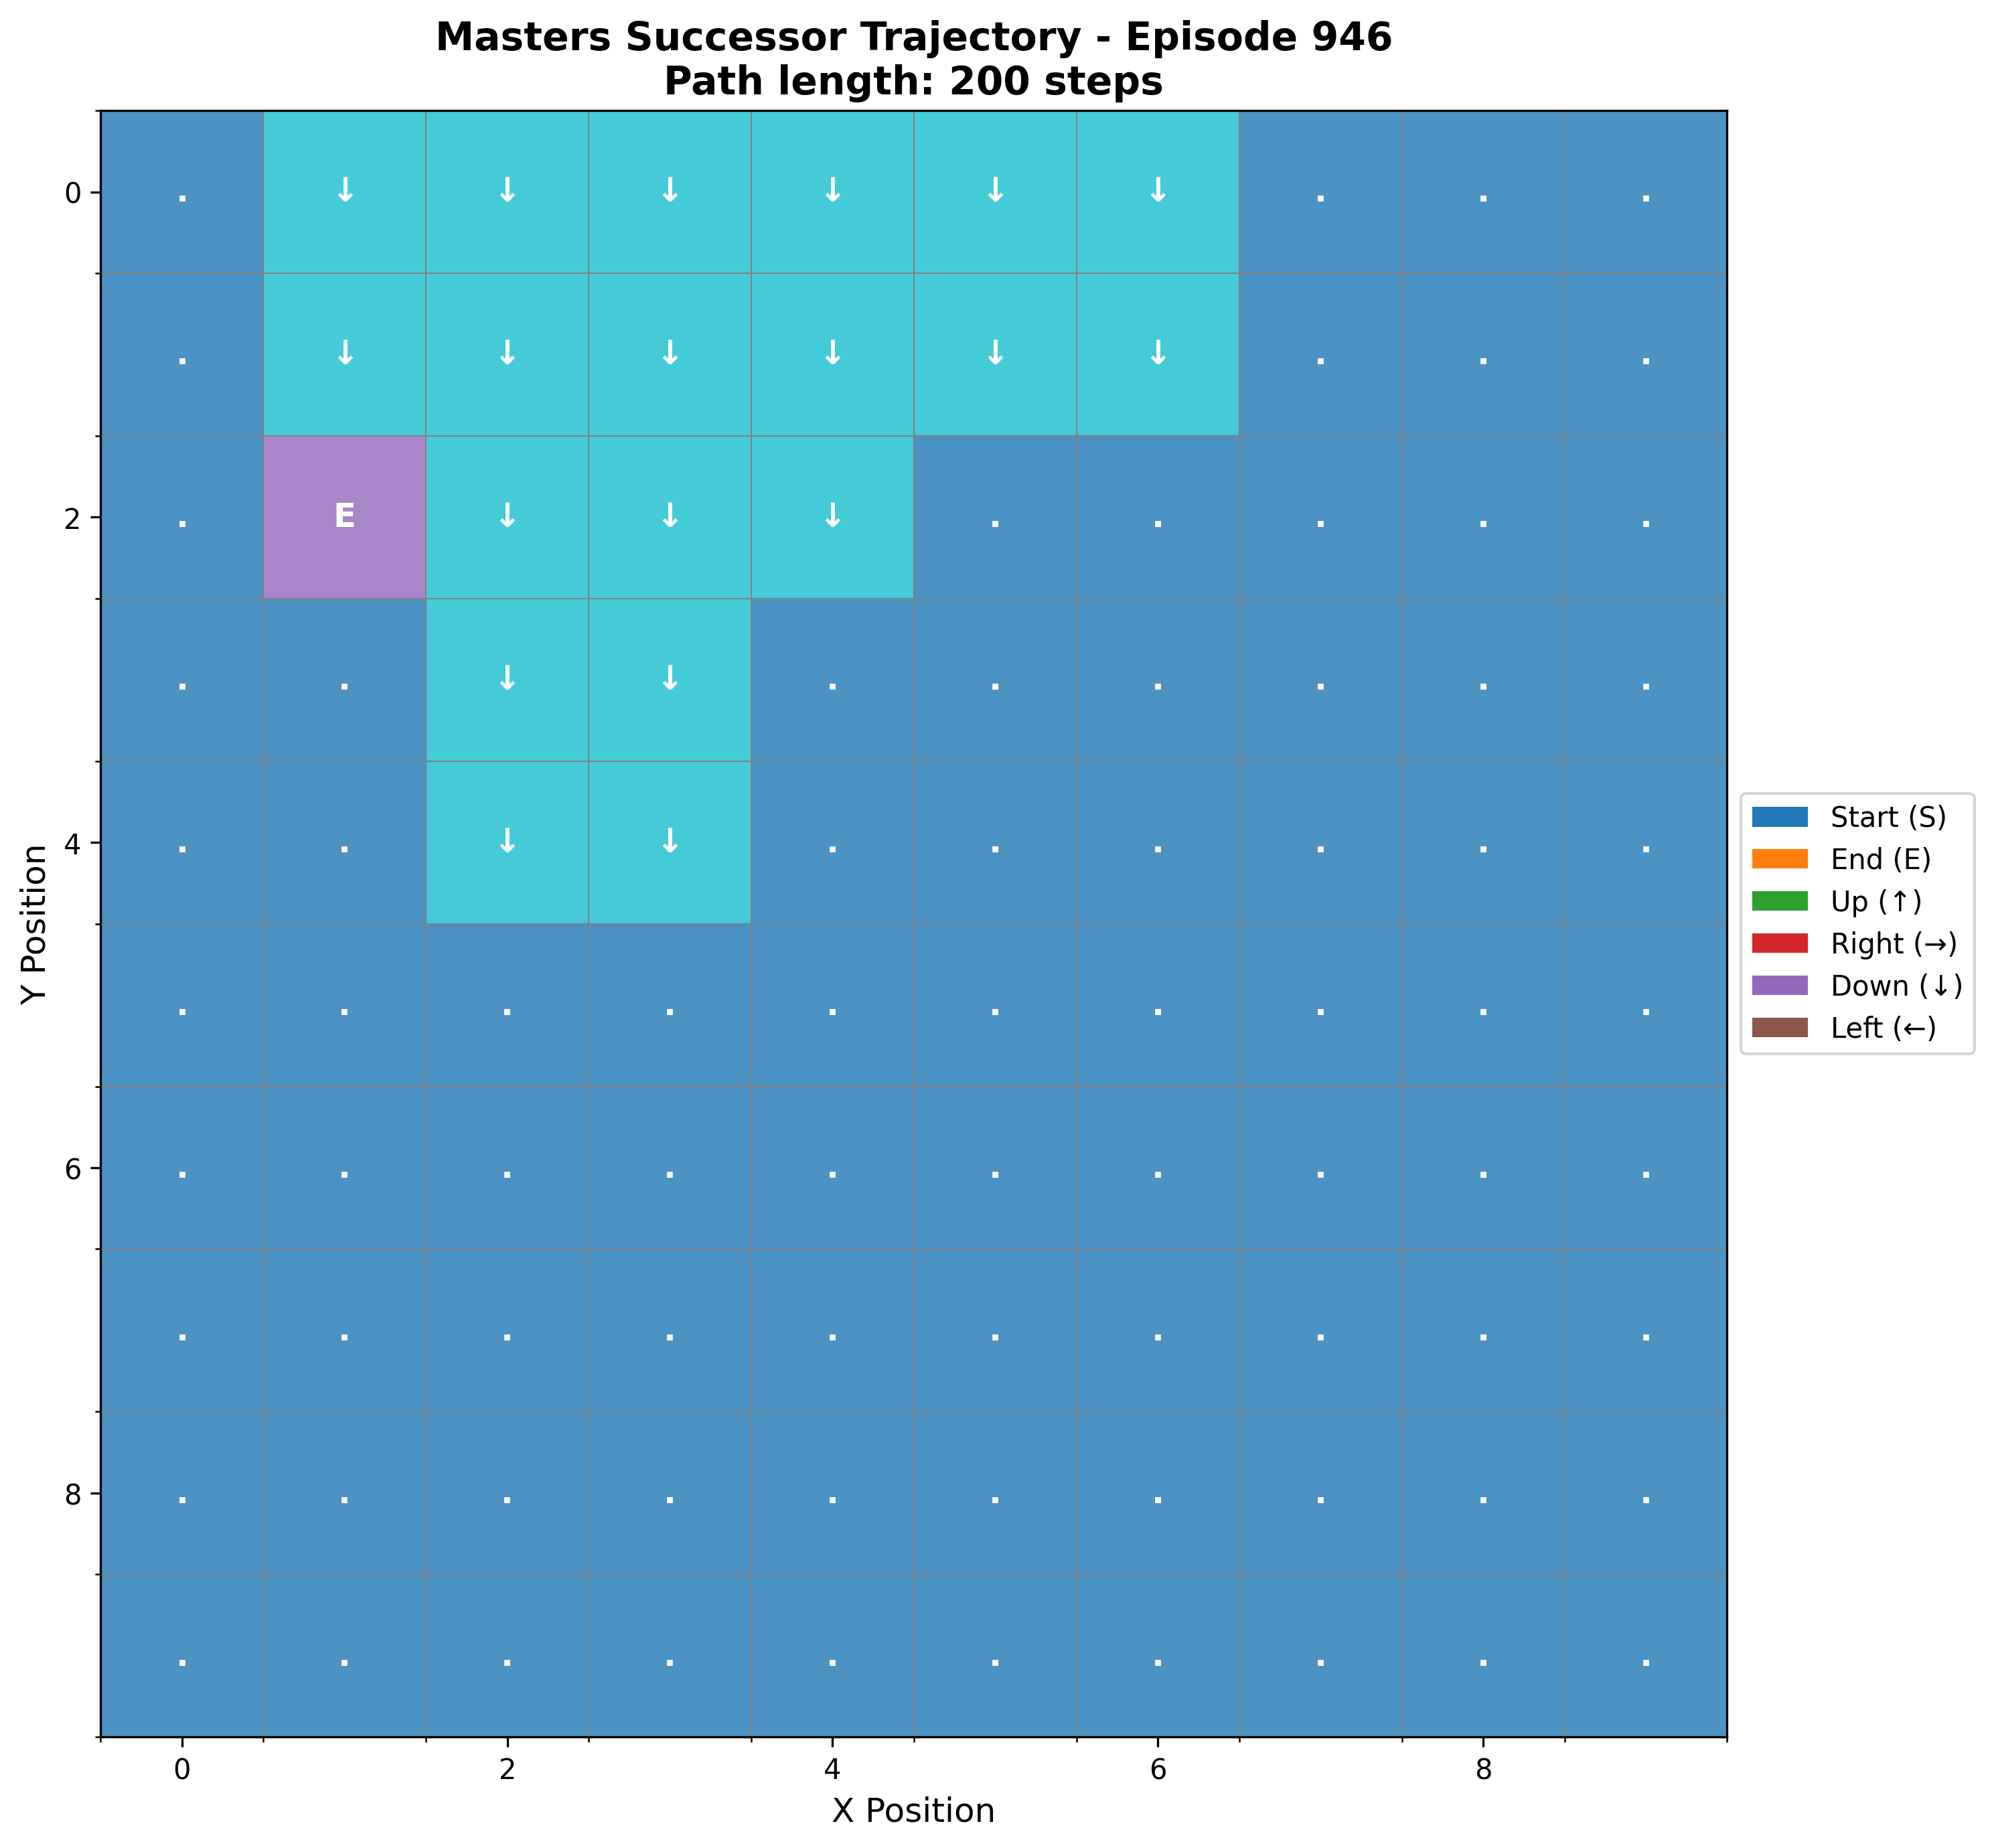 Masters Successor Trajectory - Episode 946
Path length: 200 steps
0 . ↓ ↓ ↓ ↓ ↓ ↓ . . .
. ↓ ↓ ↓ ↓ ↓ ↓ . . .
2 . E ↓ ↓ ↓ . . . . .
. . ↓ ↓ . . . . . .
4 . . ↓ ↓ . . . . . .
. . . . . . . . . .
6 . . . . . . . . . .
. . . . . . . . . .
8 . . . . . . . . . .
. . . . . . . . . .
0 2 4 6 8
X Position
Y Position
Start (S)
End (E)
Up (↑)
Right (→)
Down (↓)
Left (←)